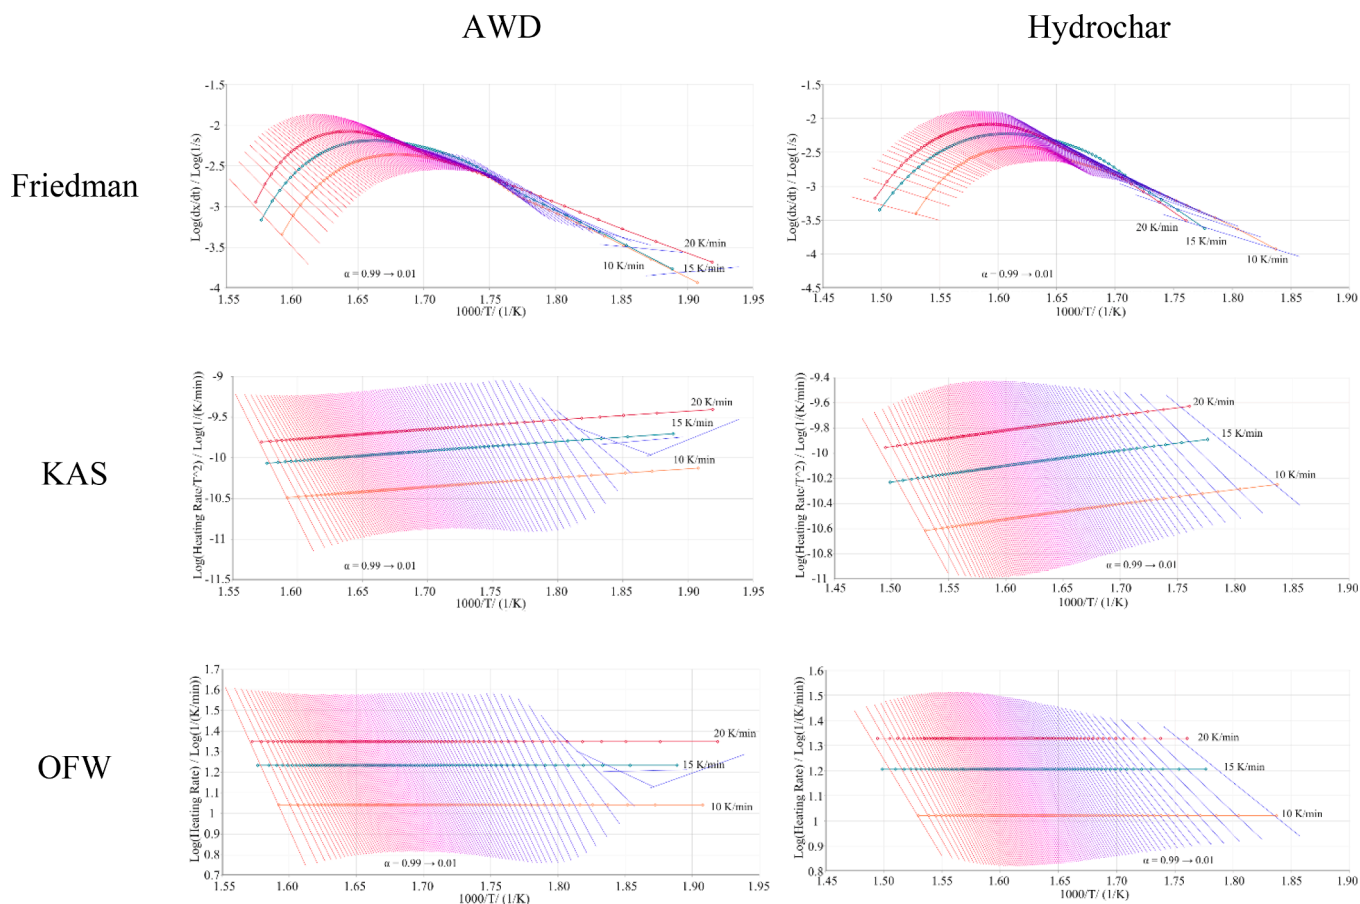 AWD
Hydrochar
Friedman
Log(dx/dt) / Log(1/s)
-1.5
-2
-2.5
-3
-3.5
-4
20 K/min
10 K/min
15 K/min
α = 0.99 → 0.01
1.55
1.60
1.65
1.70
1.75
1.80
1.85
1.90
1.95
1000/T/ (1/K)
Log(dx/dt) / Log(1/s)
-1.5
-2
-2.5
-3
-3.5
-4
-4.5
20 K/min
15 K/min
10 K/min
α = 0.99 → 0.01
1.45
1.50
1.55
1.60
1.65
1.70
1.75
1.80
1.85
1.90
1000/T/ (1/K)
KAS
Log(Heating Rate/T^2) / Log(1/(K/min))
-9
-9.5
-10
-10.5
-11
-11.5
20 K/min
15 K/min
10 K/min
α = 0.99 → 0.01
1.55
1.60
1.65
1.70
1.75
1.80
1.85
1.90
1.95
1000/T/ (1/K)
Log(Heating Rate/T^2) / Log(1/(K/min))
-9.4
-9.6
-9.8
-10
-10.2
-10.4
-10.6
-10.8
-11
20 K/min
15 K/min
10 K/min
α = 0.99 → 0.01
1.45
1.50
1.55
1.60
1.65
1.70
1.75
1.80
1.85
1.90
1000/T/ (1/K)
OFW
Log(Heating Rate) / Log(1/(K/min))
1.7
1.6
1.5
1.4
1.3
1.2
1.1
1
0.9
0.8
0.7
20 K/min
15 K/min
10 K/min
α = 0.99 → 0.01
1.55
1.60
1.65
1.70
1.75
1.80
1.85
1.90
1.95
1000/T/ (1/K)
Log(Heating Rate) / Log(1/(K/min))
1.6
1.5
1.4
1.3
1.2
1.1
1
0.9
0.8
20 K/min
15 K/min
10 K/min
α = 0.99 → 0.01
1.45
1.50
1.55
1.60
1.65
1.70
1.75
1.80
1.85
1.90
1000/T/ (1/K)